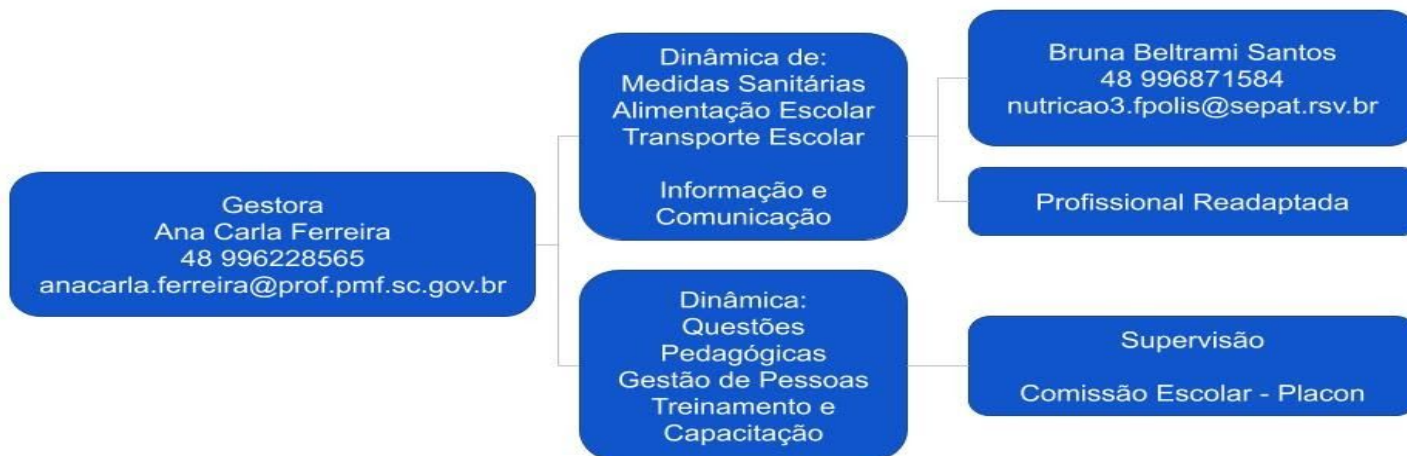 Gestora
Ana Carla Ferreira
48 996228565
anacarla.ferreira@prof.pmf.sc.gov.br
Dinâmica de:
Medidas Sanitárias
Alimentação Escolar
Transporte Escolar
Informação e
Comunicação
Bruna Beltrami Santos
48 996871584
nutricao3.fpolis@sepat.rsv.br
Profissional Readaptada
Dinâmica:
Questões
Pedagógicas
Gestão de Pessoas
Treinamento e
Capacitação
Supervisão
Comissão Escolar - Placon